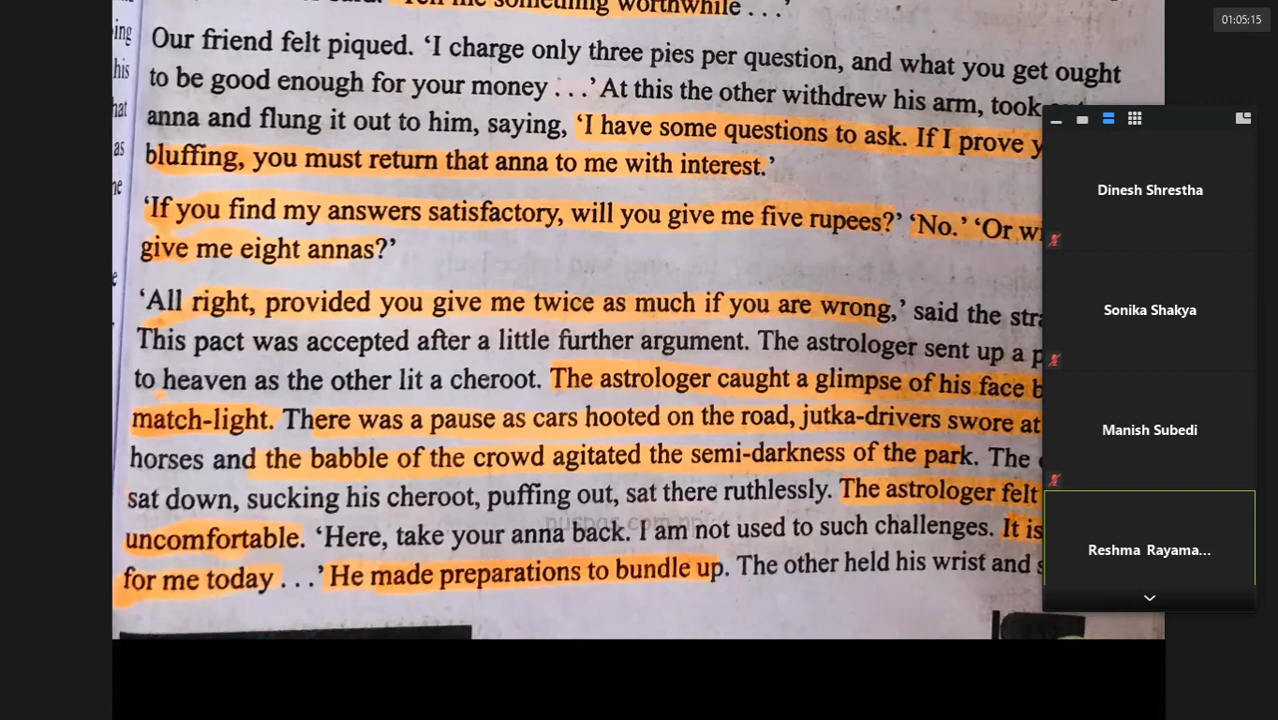 worthwhile . . .’
01:05:15
ing
his
hat
as
Our friend felt piqued. ‘I charge only three pies per question, and what you get ought
to be good enough for your money . . .’ At this the other withdrew his arm, took
anna and flung it out to him, saying, ‘I have some questions to ask. If I prove y
bluffing, you must return that anna to me with interest.’
‘If you find my answers satisfactory, will you give me five rupees?’ ‘No.’ ‘Or w
give me eight annas?’
‘All right, provided you give me twice as much if you are wrong,’ said the str
This pact was accepted after a little further argument. The astrologer sent up a p
to heaven as the other lit a cheroot. The astrologer caught a glimpse of his face b
match-light. There was a pause as cars hooted on the road, jutka-drivers swore at
horses and the babble of the crowd agitated the semi-darkness of the park. The
sat down, sucking his cheroot, puffing out, sat there ruthlessly. The astrologer felt
uncomfortable. ‘Here, take your anna back. I am not used to such challenges. It is
for me today . . .’ He made preparations to bundle up. The other held his wrist and s
Dinesh Shrestha
Sonika Shakya
Manish Subedi
Reshma Rayama...